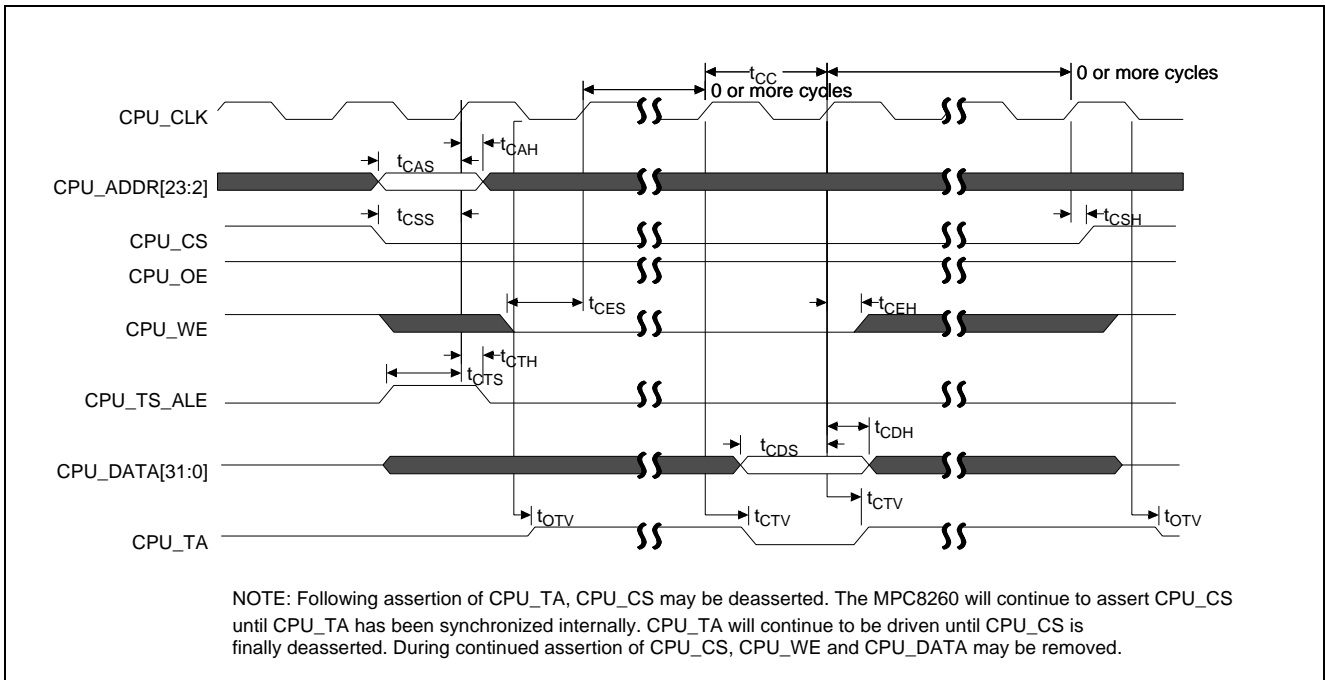 tCC
0 or more cycles
0 or more cycles
CPU_CLK
tCAH
tCAS
CPU_ADDR[23:2]
tCSS
tCSH
CPU_CS
CPU_OE
tCES
tCEH
CPU_WE
tCTH
tCTS
CPU_TS_ALE
tCDH
tCDS
CPU_DATA[31:0]
tCTV
tOTV
tCTV
tOTV
CPU_TA
NOTE: Following assertion of CPU_TA, CPU_CS may be deasserted. The MPC8260 will continue to assert CPU_CS
until CPU_TA has been synchronized internally. CPU_TA will continue to be driven until CPU_CS is
finally deasserted. During continued assertion of CPU_CS, CPU_WE and CPU_DATA may be removed.